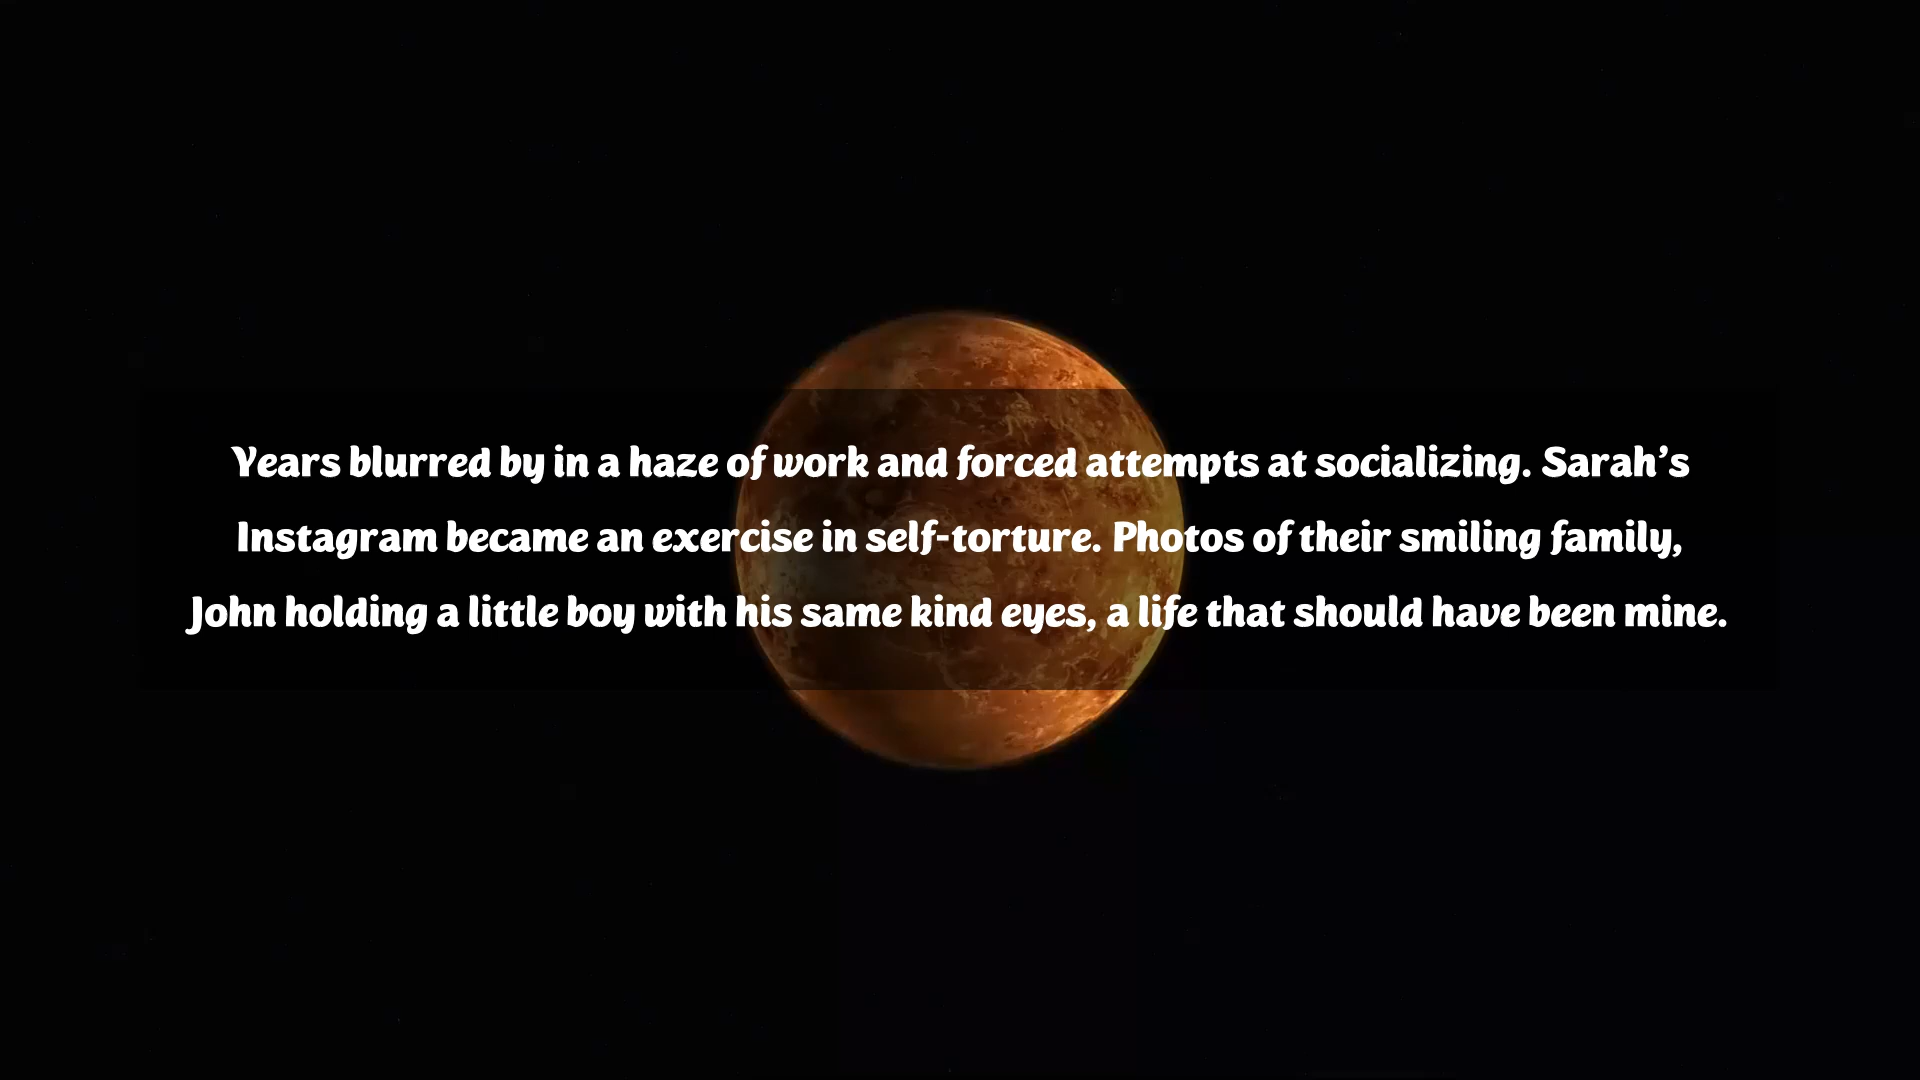 Years blurred by in a haze of work and forced attempts at socializing. Sarah’s
Instagram became an exercise in self-torture. Photos of their smiling family,
John holding a little boy with his same kind eyes, a life that should have been mine.